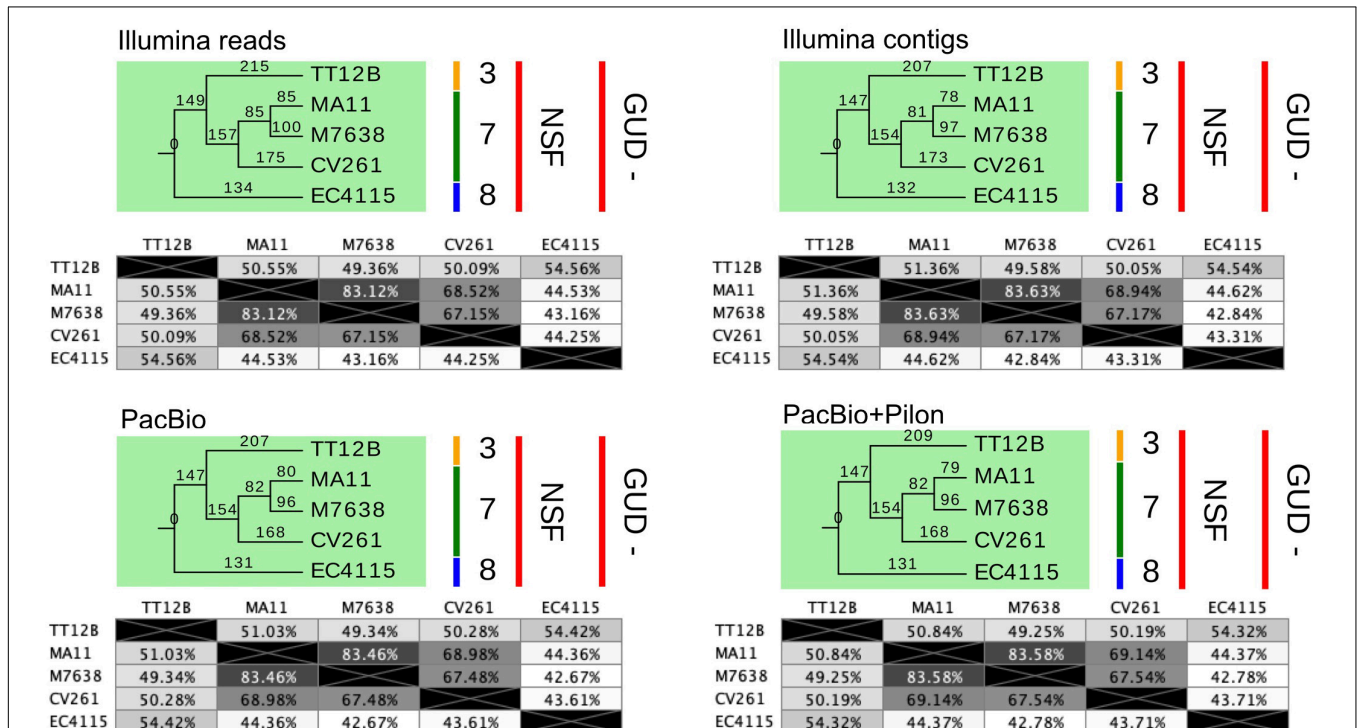 Illumina reads
215 TT12B
85 MA11
149 85
100 M7638
0 157
175 CV261
134 EC4115
3
7
8
NSF
GUD -
TT12B MA11 M7638 CV261 EC4115
TT12B 50.55% 49.36% 50.09% 54.56%
MA11 50.55% 83.12% 68.52% 44.53%
M7638 49.36% 83.12% 67.15% 43.16%
CV261 50.09% 68.52% 67.15% 44.25%
EC4115 54.56% 44.53% 43.16% 44.25%
Illumina contigs
207 TT12B
78 MA11
147 81
97 M7638
0 154
173 CV261
132 EC4115
3
7
8
NSF
GUD -
TT12B MA11 M7638 CV261 EC4115
TT12B 51.36% 49.58% 50.05% 54.54%
MA11 51.36% 83.63% 68.94% 44.62%
M7638 49.58% 83.63% 67.17% 42.84%
CV261 50.05% 68.94% 67.17% 43.31%
EC4115 54.54% 44.62% 42.84% 43.31%
PacBio
207 TT12B
80 MA11
147 82
96 M7638
0 154
168 CV261
131 EC4115
3
7
8
NSF
GUD -
TT12B MA11 M7638 CV261 EC4115
TT12B 51.03% 49.34% 50.28% 54.42%
MA11 51.03% 83.46% 68.98% 44.36%
M7638 49.34% 83.46% 67.48% 42.67%
CV261 50.28% 68.98% 67.48% 43.61%
EC4115 54.42% 44.36% 42.67% 43.61%
PacBio+Pilon
209 TT12B
79 MA11
147 82
96 M7638
0 154
168 CV261
131 EC4115
3
7
8
NSF
GUD -
TT12B MA11 M7638 CV261 EC4115
TT12B 50.84% 49.25% 50.19% 54.32%
MA11 50.84% 83.58% 69.14% 44.37%
M7638 49.25% 83.58% 67.54% 42.78%
CV261 50.19% 69.14% 67.54% 43.71%
EC4115 54.32% 44.37% 42.78% 43.71%